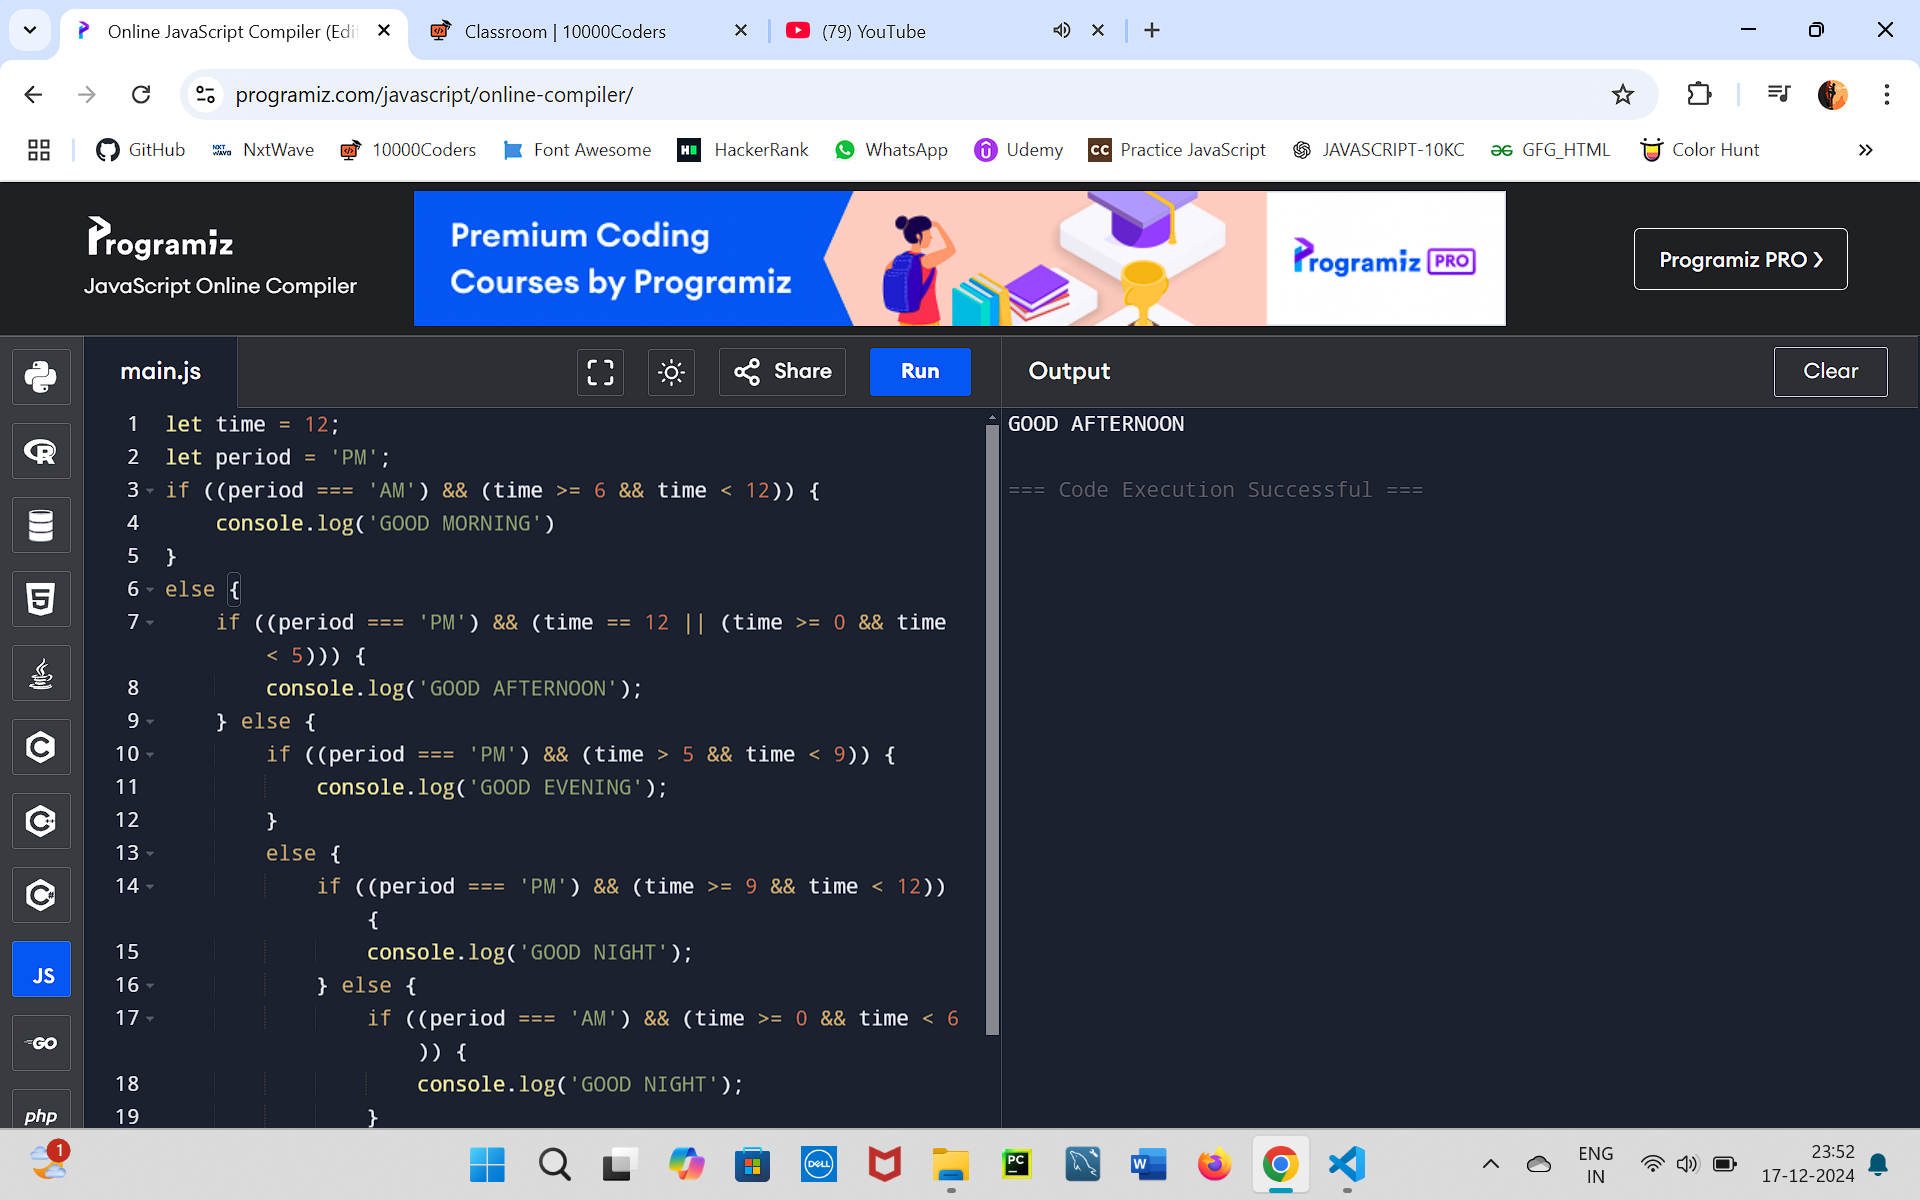 Online JavaScript Compiler (Edi
Classroom | 10000Coders
(79) YouTube
programiz.com/javascript/online-compiler/
GitHub
NXT WAVE
NxtWave
10000Coders
Font Awesome
H
HackerRank
WhatsApp
Udemy
CC
Practice JavaScript
JAVASCRIPT-10KC
GFG_HTML
Color Hunt
Programiz
JavaScript Online Compiler
Premium Coding
Courses by Programiz
Programiz PRO
Programiz PRO ❯
main.js
Share
Run
Output
Clear
1 let time = 12;
2 let period = 'PM';
3 if ((period === 'AM') && (time >= 6 && time < 12)) {
4 console.log('GOOD MORNING')
5 }
6 else {
7 if ((period === 'PM') && (time == 12 || (time >= 0 && time
< 5))) {
8 console.log('GOOD AFTERNOON');
9 } else {
10 if ((period === 'PM') && (time > 5 && time < 9)) {
11 console.log('GOOD EVENING');
12 }
13 else {
14 if ((period === 'PM') && (time >= 9 && time < 12))
{
15 console.log('GOOD NIGHT');
16 } else {
17 if ((period === 'AM') && (time >= 0 && time < 6
)) {
18 console.log('GOOD NIGHT');
19 }
GOOD AFTERNOON
=== Code Execution Successful ===
R
5
C
C
C
JS
GO
php
1
DELL
PC
W
ENG
IN
23:52
17-12-2024